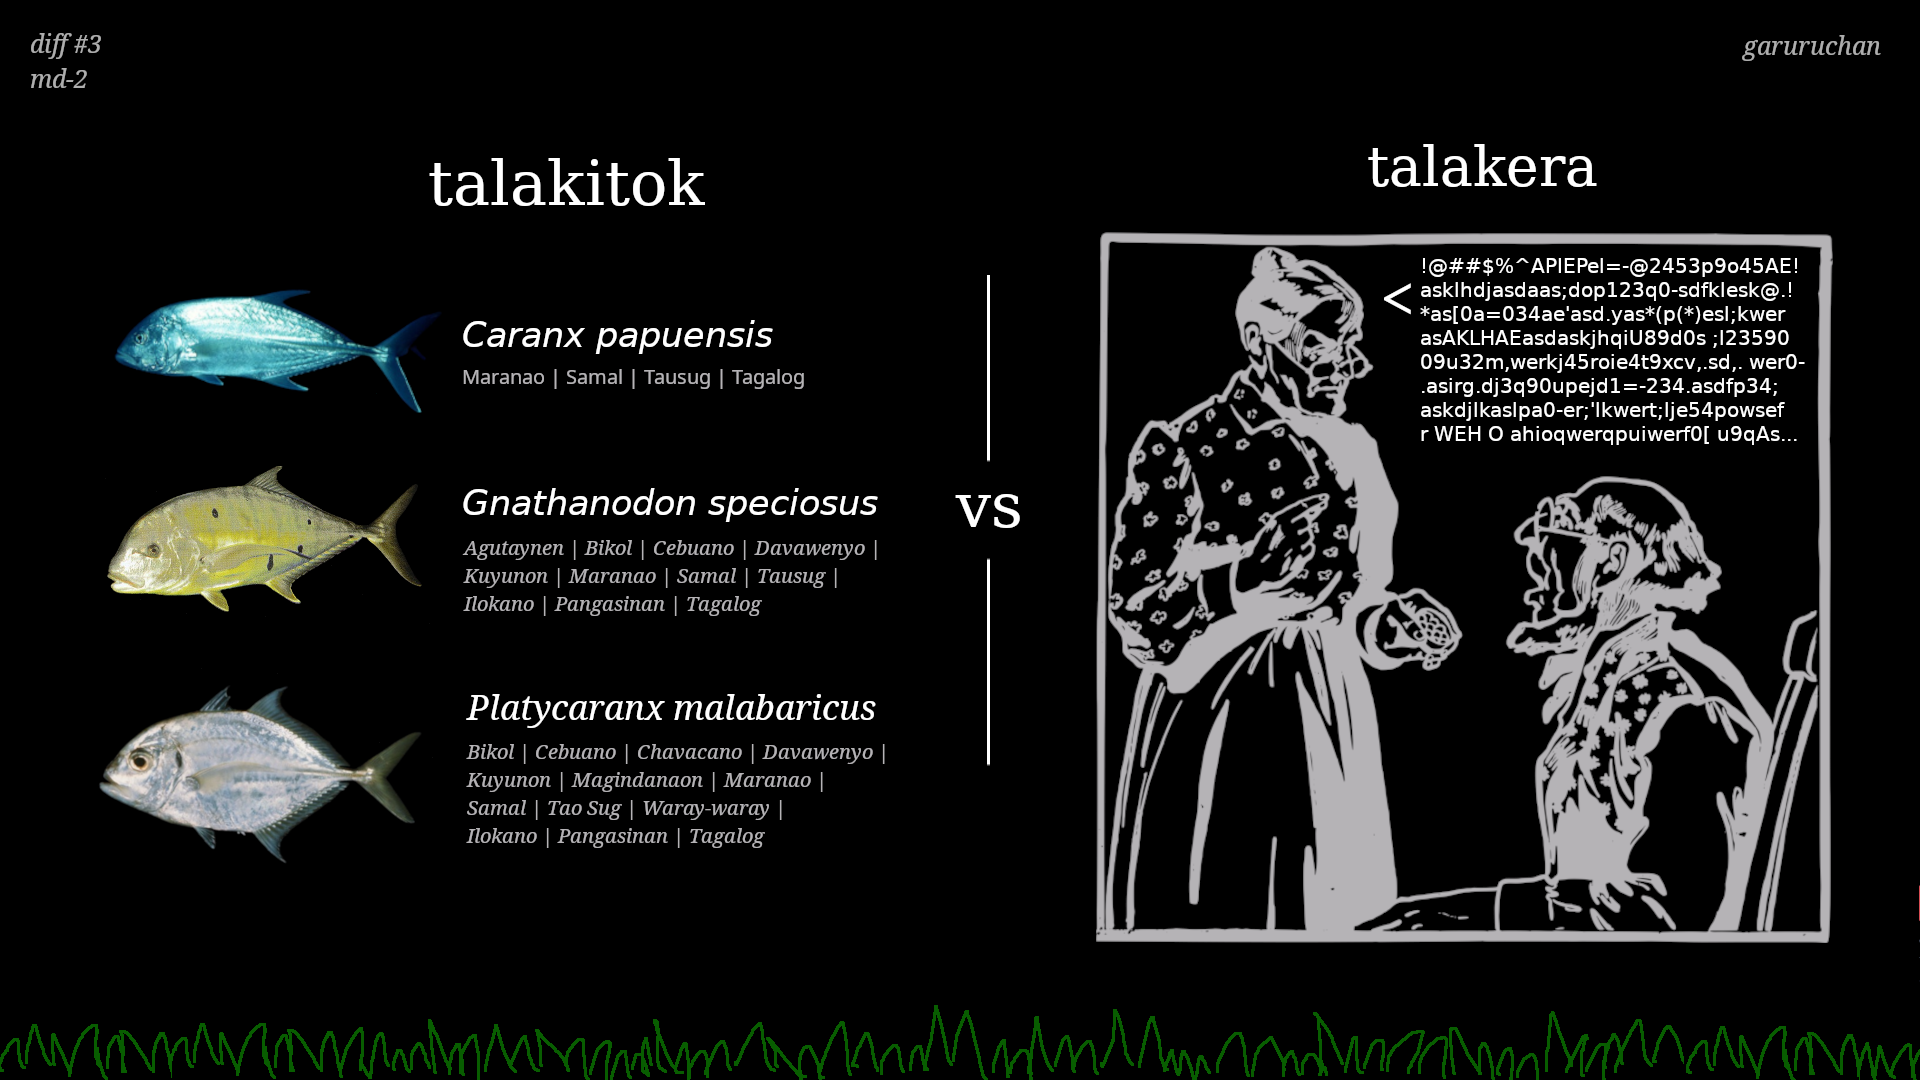 diff #3
md-2
garuruchan
talakitok
Caranx papuensis
Maranao | Samal | Tausug | Tagalog
Gnathanodon speciosus
Agutaynen | Bikol | Cebuano | Davawenyo |
Kuyunon | Maranao | Samal | Tausug |
Ilokano | Pangasinan | Tagalog
Platycaranx malabaricus
Bikol | Cebuano | Chavacano | Davawenyo |
Kuyunon | Magindanaon | Maranao |
Samal | Tao Sug | Waray-waray |
Ilokano | Pangasinan | Tagalog
vs
talakera
<
!@##$%^APIEPel=-@2453p9o45AE!
asklhdjasdaas;dop123q0-sdfklesk@.!
*as[0a=034ae'asd.yas*(p(*)esl;kwer
asAKLHAEasdaskjhqiU89d0s ;l23590
09u32m,werkj45roie4t9xcv,.sd,. wer0-
.asirg.dj3q90upejd1=-234.asdfp34;
askdjlkaslpa0-er;'lkwert;lje54powsef
r WEH O ahioqwerqpuiwerf0[ u9qAs...